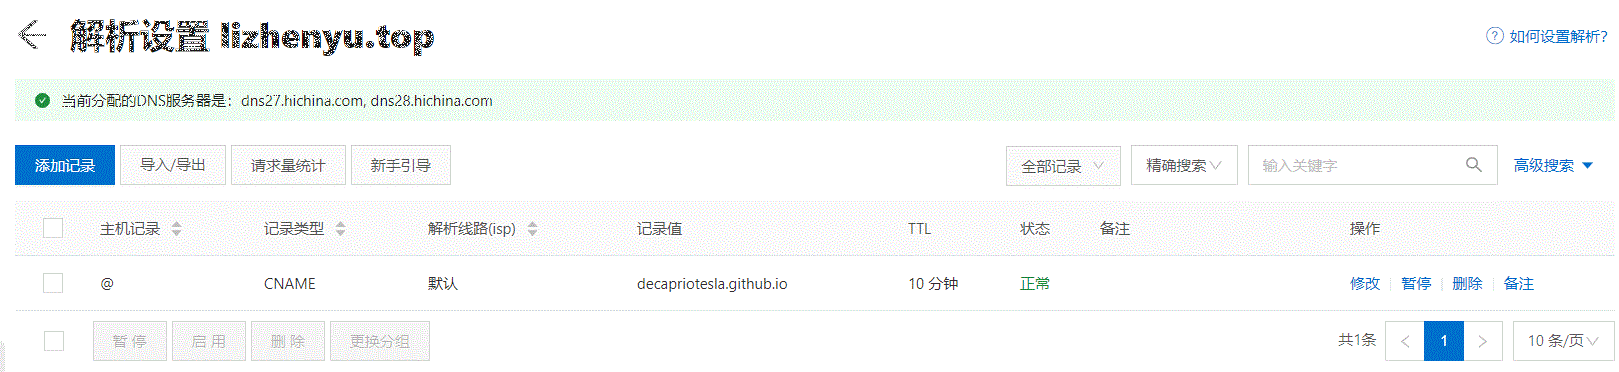 解析设置 lizhenyu.top
如何设置解析?
当前分配的DNS服务器是： dns27.hichina.com, dns28.hichina.com
添加记录 导入/导出 请求量统计 新手引导 全部记录 精确搜索 输入关键字 高级搜索
主机记录 记录类型 解析线路(isp) 记录值 TTL 状态 备注 操作
@ CNAME 默认 decapriotesla.github.io 10 分钟 正常 修改 暂停 删除 备注
暂停 启用 删除 更换分组 共1条 1 10 条/页